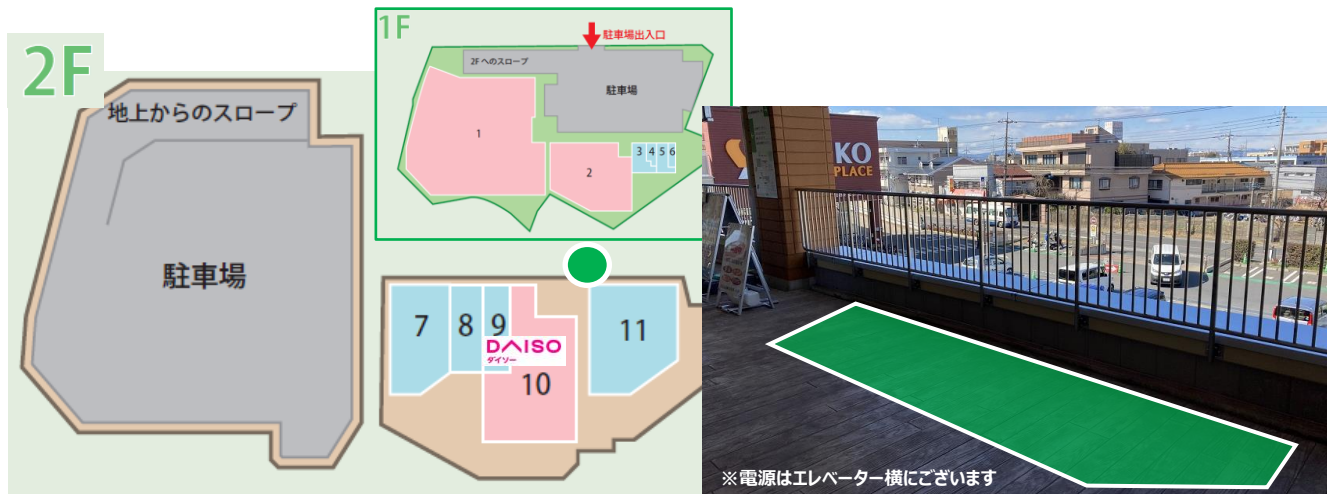 2F
地上からのスロープ
駐車場
1F
駐車場出入口
2Fへのスロープ
駐車場
1
2
3
4
5
6
7
8
9
DAISO
ダイソー
10
11
KO
PLACE
※電源はエレベーター横にございます